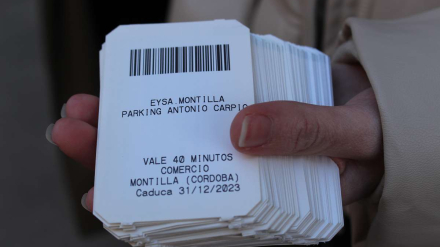 EYSA MONTILLA
PARKING ANTONIO CARPIO
VALE 40 MINUTOS
COMERCIO
MONTILLA (CORDOBA)
Caduca 31/12/2023